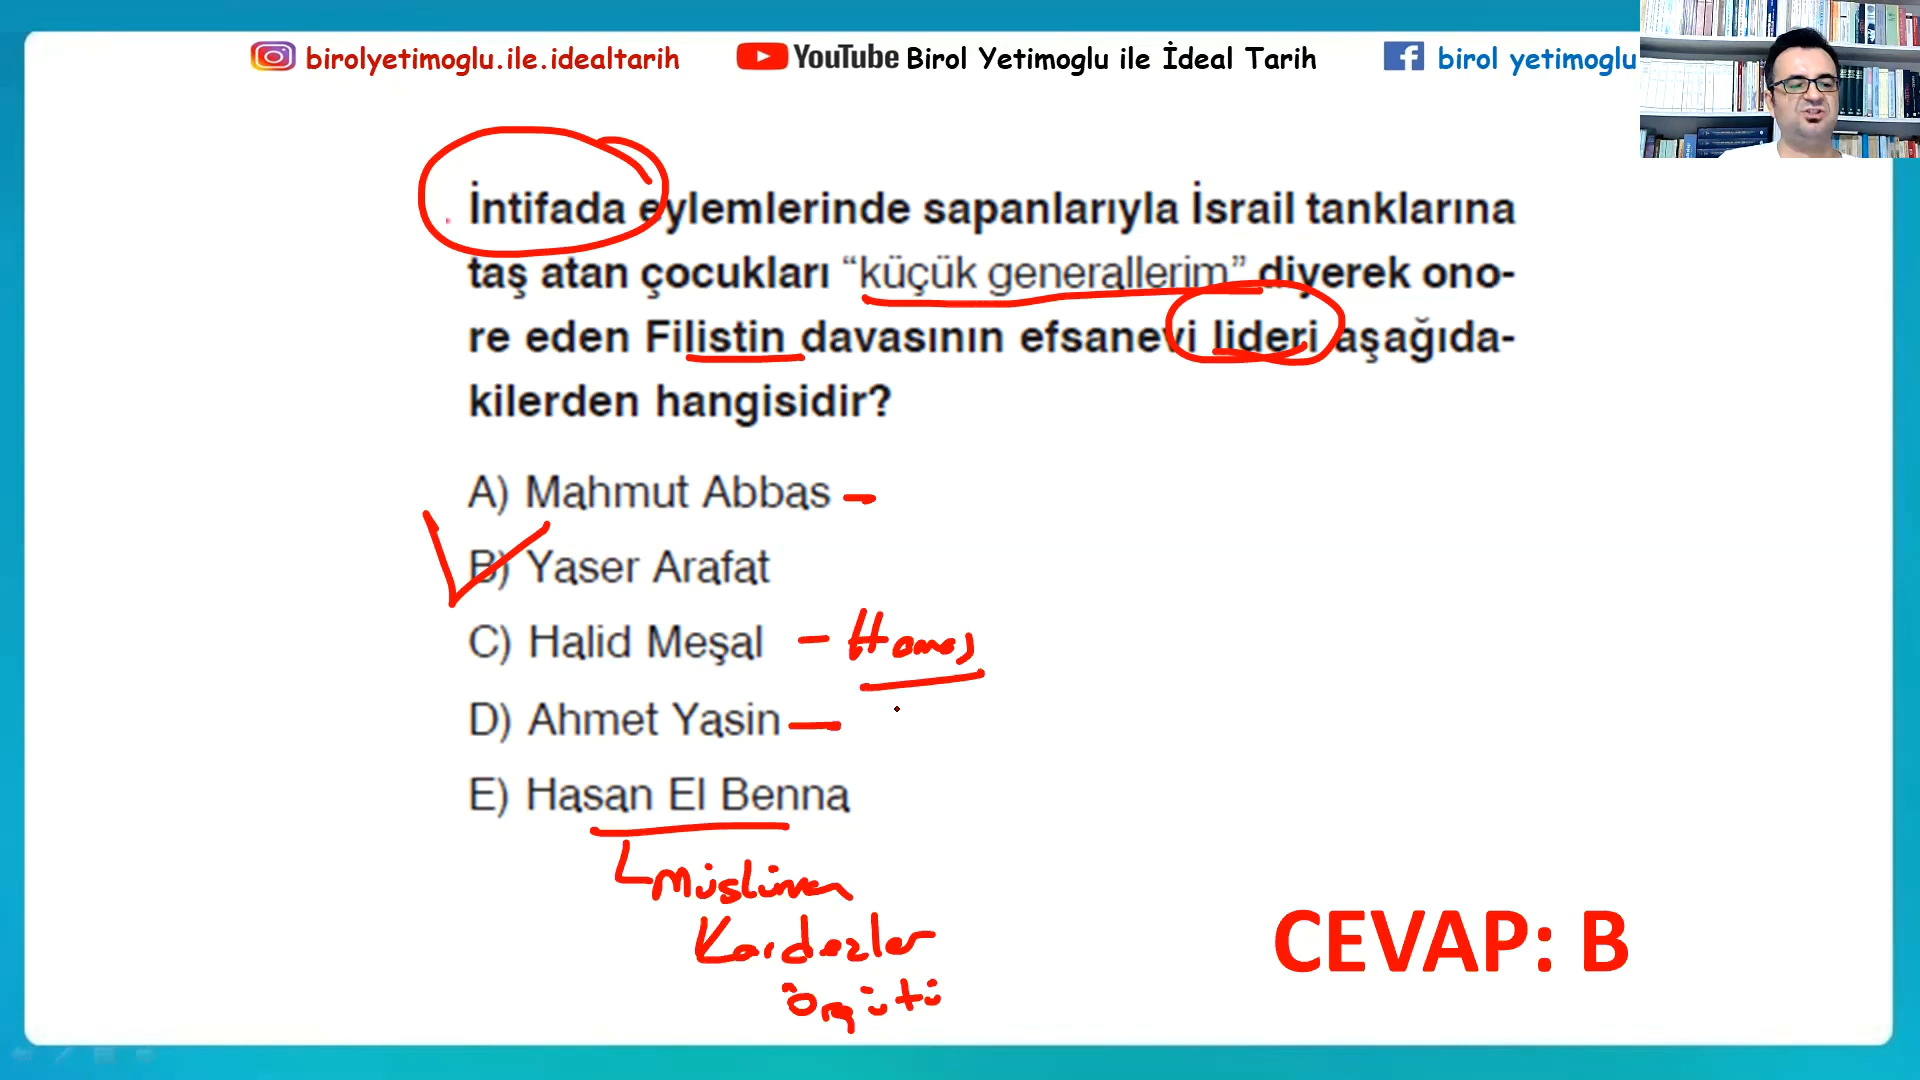 birolyetimoglu.ile.idealtarih
YouTube Birol Yetimoglu ile İdeal Tarih
birol yetimoglu
İntifada eylemlerinde sapanlarıyla İsrail tanklarına
taş atan çocukları “küçük generallerim” diyerek ono-
re eden Filistin davasının efsanevi lideri aşağıda-
kilerden hangisidir?
A) Mahmut Abbas
B) Yaser Arafat
C) Halid Meşal - Hamas
D) Ahmet Yasin
E) Hasan El Benna
Müslüman
Kardeşler
Örgütü
CEVAP: B